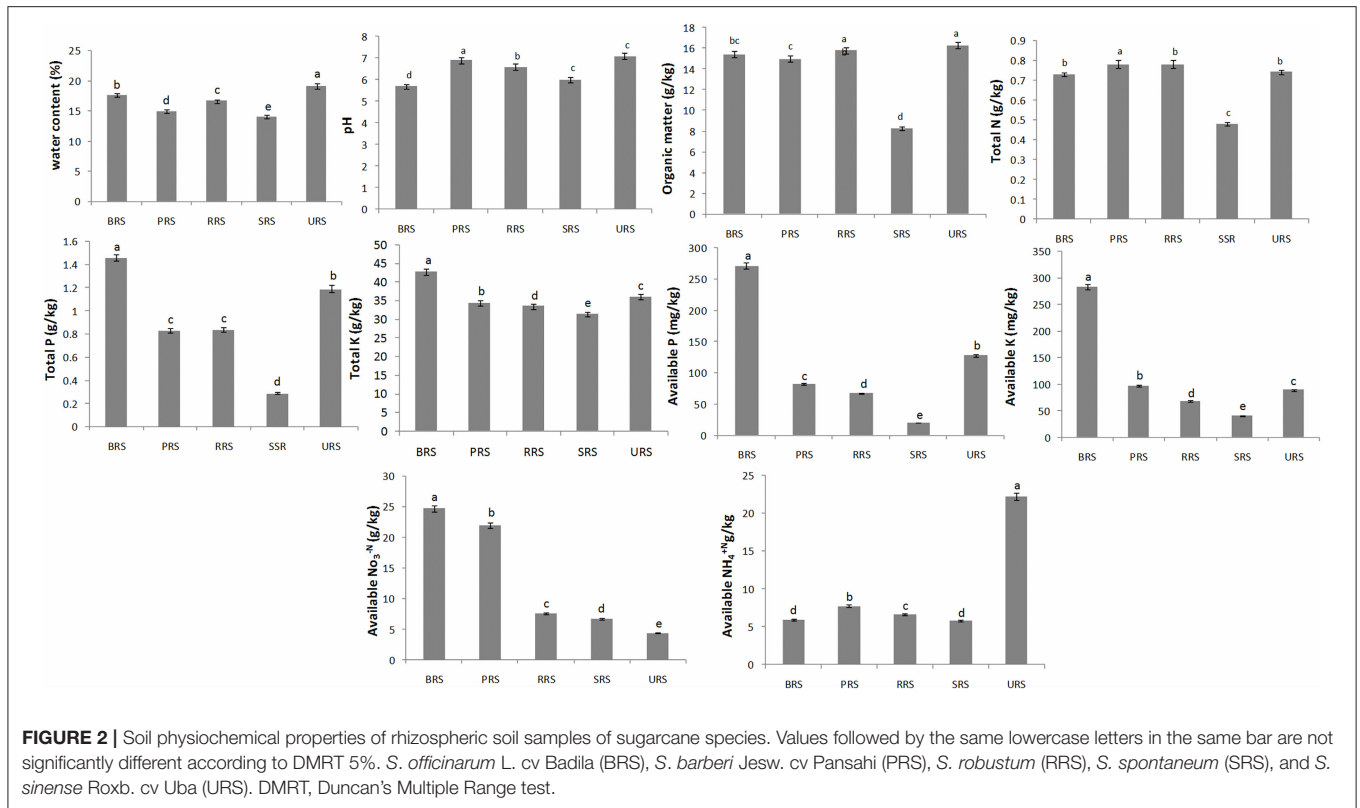 water content (%)
25
20
15
10
5
0
b
d
c
e
a
BRS PRS RRS SRS URS
pH
8
7
6
5
4
3
2
1
0
d
a
b
c
c
BRS PRS RRS SRS URS
Organic matter (g/kg)
18
16
14
12
10
8
6
4
2
0
bc
c
a
d
a
BRS PRS RRS SRS URS
Total N (g/kg)
0.9
0.8
0.7
0.6
0.5
0.4
0.3
0.2
0.1
0
b
a
b
c
b
BRS PRS RRS SSR URS
Total P (g/kg)
1.6
1.4
1.2
1
0.8
0.6
0.4
0.2
0
a
c
c
d
b
BRS PRS RRS SSR URS
Total K (g/kg)
50
45
40
35
30
25
20
15
10
5
0
a
b
d
e
c
BRS PRS RRS SRS URS
Available P (mg/kg)
300
250
200
150
100
50
0
a
c
d
e
b
BRS PRS RRS SRS URS
Available K (mg/kg)
350
300
250
200
150
100
50
0
a
b
d
e
c
BRS PRS RRS SRS URS
Available No₃⁻ᴺ (g/kg)
30
25
20
15
10
5
0
a
b
c
d
e
BRS PRS RRS SRS URS
Available NH₄⁺ᴺg/kg
25
20
15
10
5
0
d
b
c
d
a
BRS PRS RRS SRS URS
FIGURE 2 | Soil physiochemical properties of rhizospheric soil samples of sugarcane species. Values followed by the same lowercase letters in the same bar are not
significantly different according to DMRT 5%. S. officinarum L. cv Badila (BRS), S. barberi Jesw. cv Pansahi (PRS), S. robustum (RRS), S. spontaneum (SRS), and S.
sinense Roxb. cv Uba (URS). DMRT, Duncan's Multiple Range test.